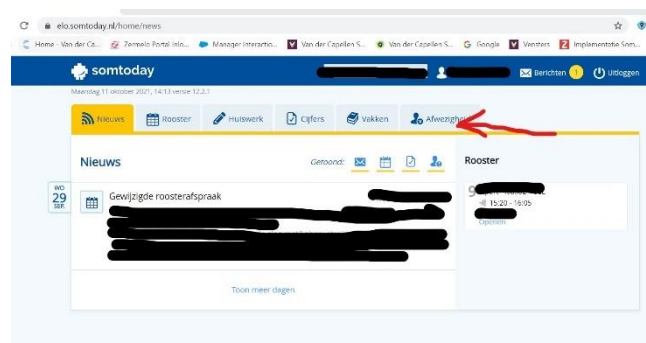 elo.somtoday.nl/home/news
Home - Van der Ca... Zermelo Portal Inlo... Manager Interactio... Van der Capellen S... Van der Capellen S... Google Vensters Implementatie Som...
somtoday Berichten 1 Uitloggen
Maandag 11 oktober 2021, 14:13 versie 12.2.1
Nieuws Rooster Huiswerk Cijfers Vakken Afwezigheid
Nieuws Getoond: Rooster
WO
29
SEP
Gewijzigde roosterafspraak
15:20 - 16:05
Openen
Toon meer dagen